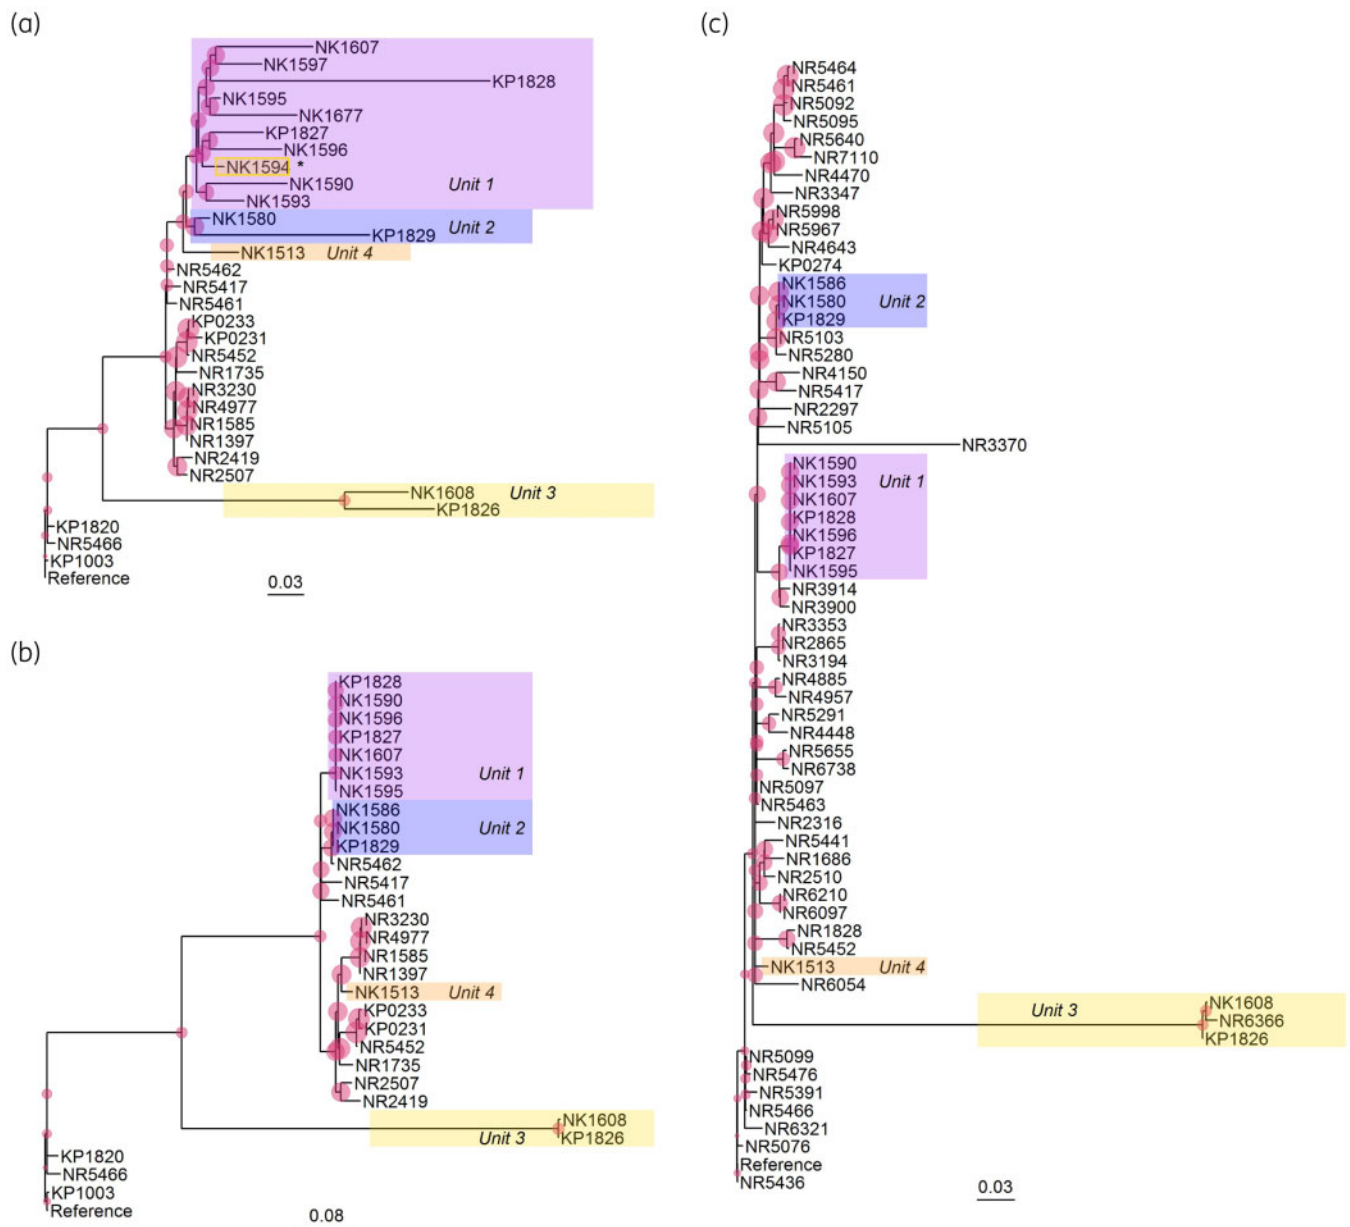 (a)
NK1607
NK1597
KP1828
NK1595
NK1677
KP1827
NK1596
NK1594 *
NK1590
Unit 1
NK1593
NK1580
Unit 2
KP1829
NK1513 Unit 4
NR5462
NR5417
NR5461
KP0233
KP0231
NR5452
NR1735
NR3230
NR4977
NR1585
NR1397
NR2419
NR2507
NK1608 Unit 3
KP1826
KP1820
NR5466
KP1003
Reference
0.03
(b)
KP1828
NK1590
NK1596
KP1827
NK1607
NK1593 Unit 1
NK1595
NK1586
NK1580 Unit 2
KP1829
NR5462
NR5417
NR5461
NR3230
NR4977
NR1585
NR1397
NK1513 Unit 4
KP0233
KP0231
NR5452
NR1735
NR2507
NR2419
NK1608
Unit 3 KP1826
KP1820
NR5466
KP1003
Reference
0.08
(c)
NR5464
NR5461
NR5092
NR5095
NR5640
NR7110
NR4470
NR3347
NR5998
NR5967
NR4643
KP0274
NK1586
NK1580 Unit 2
KP1829
NR5103
NR5280
NR4150
NR5417
NR2297
NR5105
NR3370
NK1590
NK1593 Unit 1
NK1607
KP1828
NK1596
KP1827
NK1595
NR3914
NR3900
NR3353
NR2865
NR3194
NR4885
NR4957
NR5291
NR4448
NR5655
NR6738
NR5097
NR5463
NR2316
NR5441
NR1686
NR2510
NR6210
NR6097
NR1828
NR5452
NK1513 Unit 4
NR6054
NK1608
Unit 3
NR6366
KP1826
NR5099
NR5476
NR5391
NR5466
NR6321
NR5076
Reference
NR5436
0.03